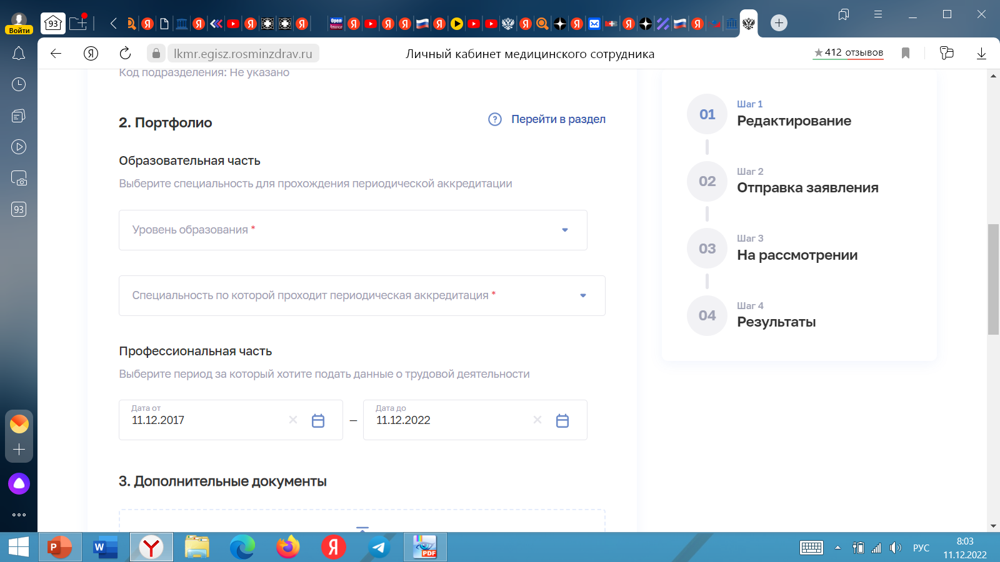 Войти
93
lkmr.egisz.rosminzdrav.ru
Личный кабинет медицинского сотрудника
★412 отзывов
Код подразделения: Не указано
2. Портфолио
? Перейти в раздел
Образовательная часть
Выберите специальность для прохождения периодической аккредитации
Уровень образования *
Специальность по которой проходит периодическая аккредитация *
Профессиональная часть
Выберите период за который хотите подать данные о трудовой деятельности
Дата от
11.12.2017
–
Дата до
11.12.2022
3. Дополнительные документы
01
Шаг 1
Редактирование
02
Шаг 2
Отправка заявления
03
Шаг 3
На рассмотрении
04
Шаг 4
Результаты
93
РУС
8:03
11.12.2022